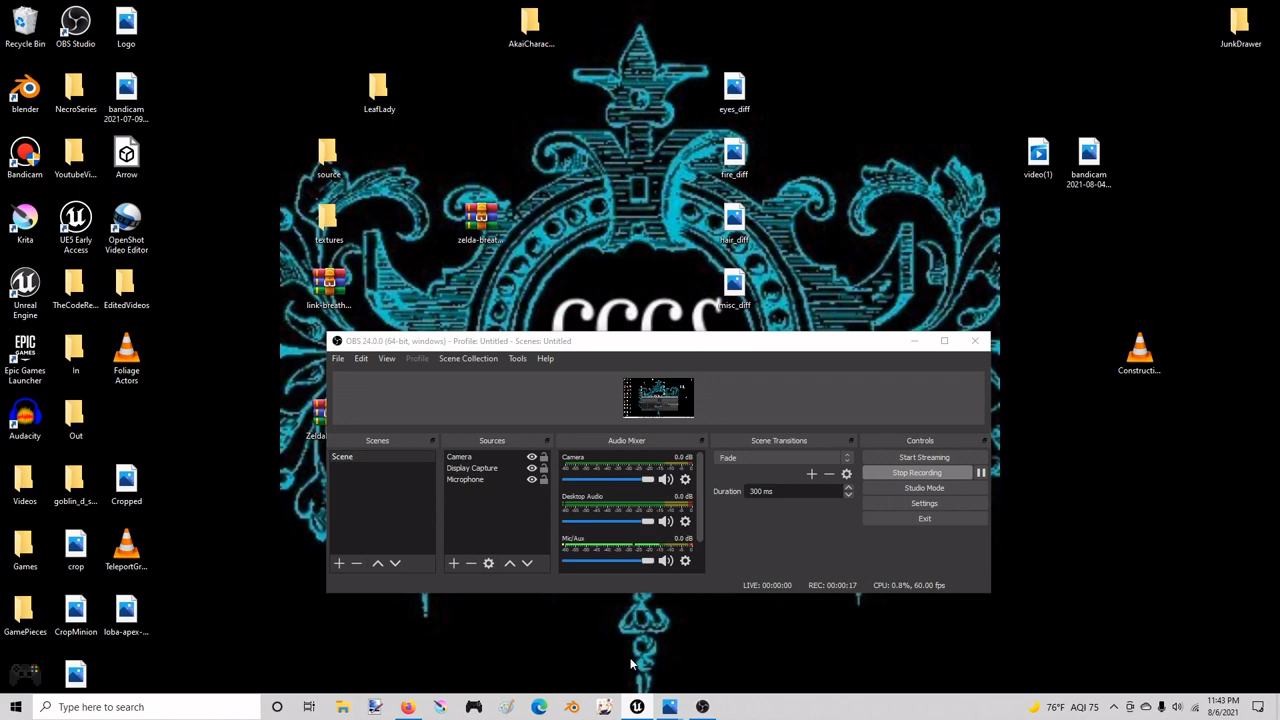 Recycle Bin
OBS Studio
Logo
AkaiCharac...
JunkDrawer
blender
NecroSeries
bandicam
2021-07-09...
LeafLady
eyes_diff
Bandicam
YoutubeVi...
Arrow
source
fire_diff
video(1)
bandicam
2021-08-04...
Krita
UE5 Early
Access
OpenShot
Video Editor
textures
zelda-breat...
hair_diff
Unreal
Engine
TheCodeRe...
EditedVideos
link-breath...
misc_diff
EPIC
GAMES
Epic Games
Launcher
In
Foliage
Actors
Constructi...
Audacity
Out
Zelda
Videos
goblin_d_s...
Cropped
Games
crop
TeleportGr...
GamePieces
CropMinion
loba-apex-...
OBS 24.0.0 (64-bit, windows) - Profile: Untitled - Scenes: Untitled
File Edit View Profile Scene Collection Tools Help
Scenes
Sources
Audio Mixer
Scene Transitions
Controls
Scene
Camera
Display Capture
Microphone
Camera 0.0 dB
Desktop Audio 0.0 dB
Mic/Aux 0.0 dB
Fade
Duration 300 ms
Start Streaming
Stop Recording
Studio Mode
Settings
Exit
LIVE: 00:00:00 REC: 00:00:17 CPU: 0.8%, 60.00 fps
Type here to search
76°F AQI 75
11:43 PM
8/6/2021